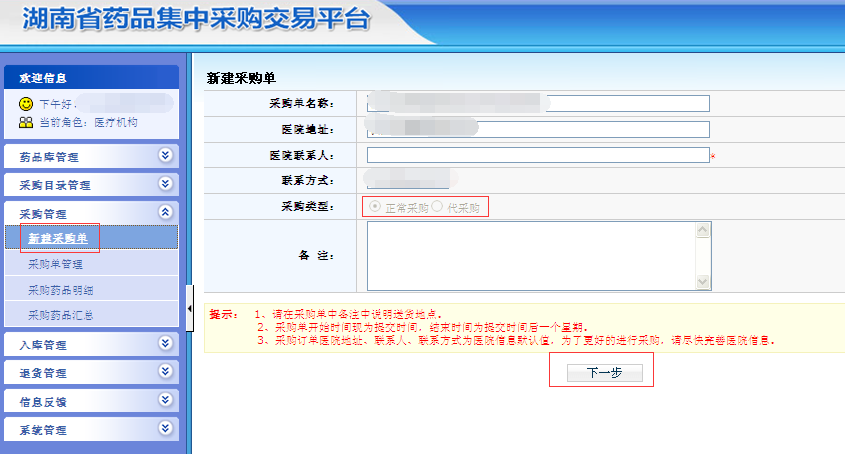 湖南省药品集中采购交易平台
欢迎信息
下午好,
当前角色：医疗机构
药品库管理
采购目录管理
采购管理
新建采购单
采购单管理
采购药品明细
采购药品汇总
入库管理
退货管理
信息反馈
系统管理
新建采购单
采购单名称：
医院地址：
医院联系人： *
联系方式：
采购类型： 正常采购 代采购
备 注：
提示： 1、请在采购单中备注中说明送货地点.
2、采购单开始时间现为提交时间，结束时间为提交时间后一个星期.
3、采购订单医院地址、联系人、联系方式为医院信息默认值，为了更好的进行采购，请尽快完善医院信息.
下一步